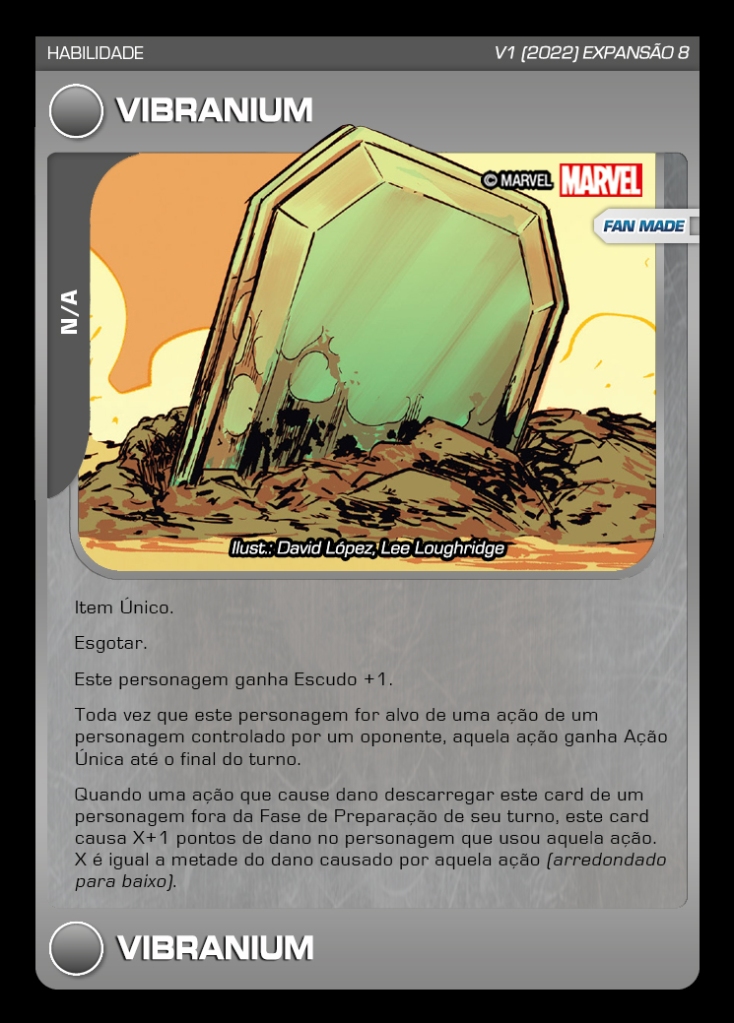 HABILIDADE
V1 (2022) EXPANSÃO 8
VIBRANIUM
© MARVEL MARVEL
FAN MADE
N/A
Ilust.: David López, Lee Loughridge
Item Único.
Esgotar.
Este personagem ganha Escudo +1.
Toda vez que este personagem for alvo de uma ação de um
personagem controlado por um oponente, aquela ação ganha Ação
Única até o final do turno.
Quando uma ação que cause dano descarregar este card de um
personagem fora da Fase de Preparação de seu turno, este card
causa X+1 pontos de dano no personagem que usou aquela ação.
X é igual a metade do dano causado por aquela ação (arredondado
para baixo).
VIBRANIUM